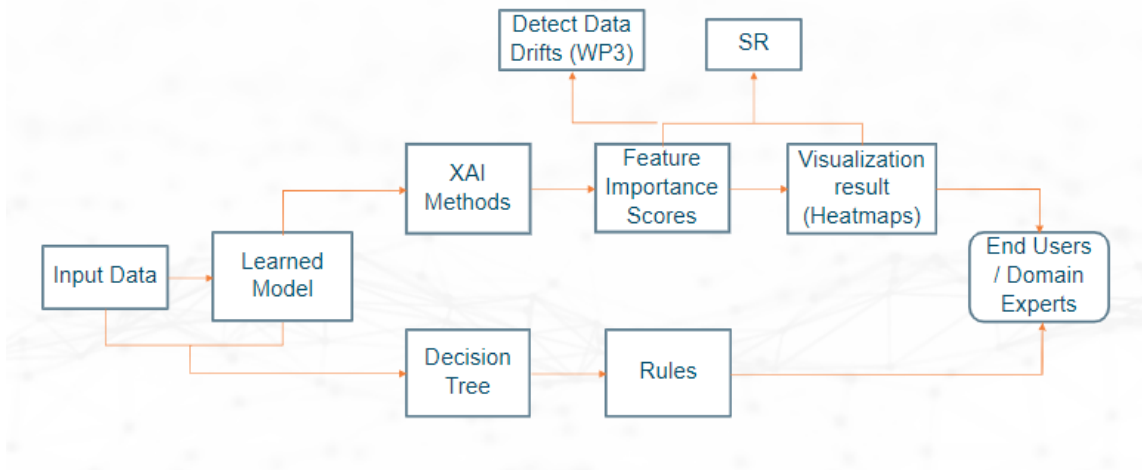 Detect Data
Drifts (WP3)
SR
XAI
Methods
Feature
Importance
Scores
Visualization
result
(Heatmaps)
Input Data
Learned
Model
End Users
/ Domain
Experts
Decision
Tree
Rules